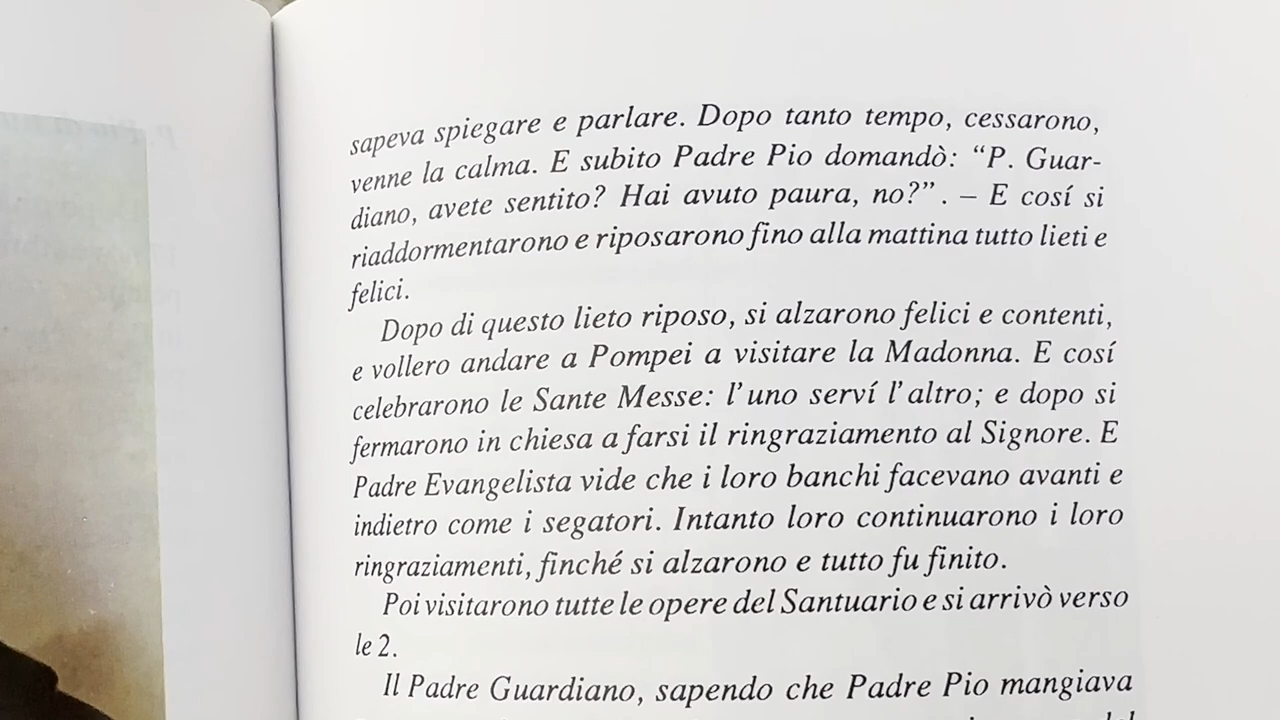 sapeva spiegare e parlare. Dopo tanto tempo, cessarono,
venne la calma. E subito Padre Pio domandò: “P. Guar-
diano, avete sentito? Hai avuto paura, no?” . – E cosí si
riaddormentarono e riposarono fino alla mattina tutto lieti e
felici.
Dopo di questo lieto riposo, si alzarono felici e contenti,
e vollero andare a Pompei a visitare la Madonna. E cosí
celebrarono le Sante Messe: l’uno serví l’altro; e dopo si
fermarono in chiesa a farsi il ringraziamento al Signore. E
Padre Evangelista vide che i loro banchi facevano avanti e
indietro come i segatori. Intanto loro continuarono i loro
ringraziamenti, finché si alzarono e tutto fu finito.
Poi visitarono tutte le opere del Santuario e si arrivò verso
le 2.
Il Padre Guardiano, sapendo che Padre Pio mangiava